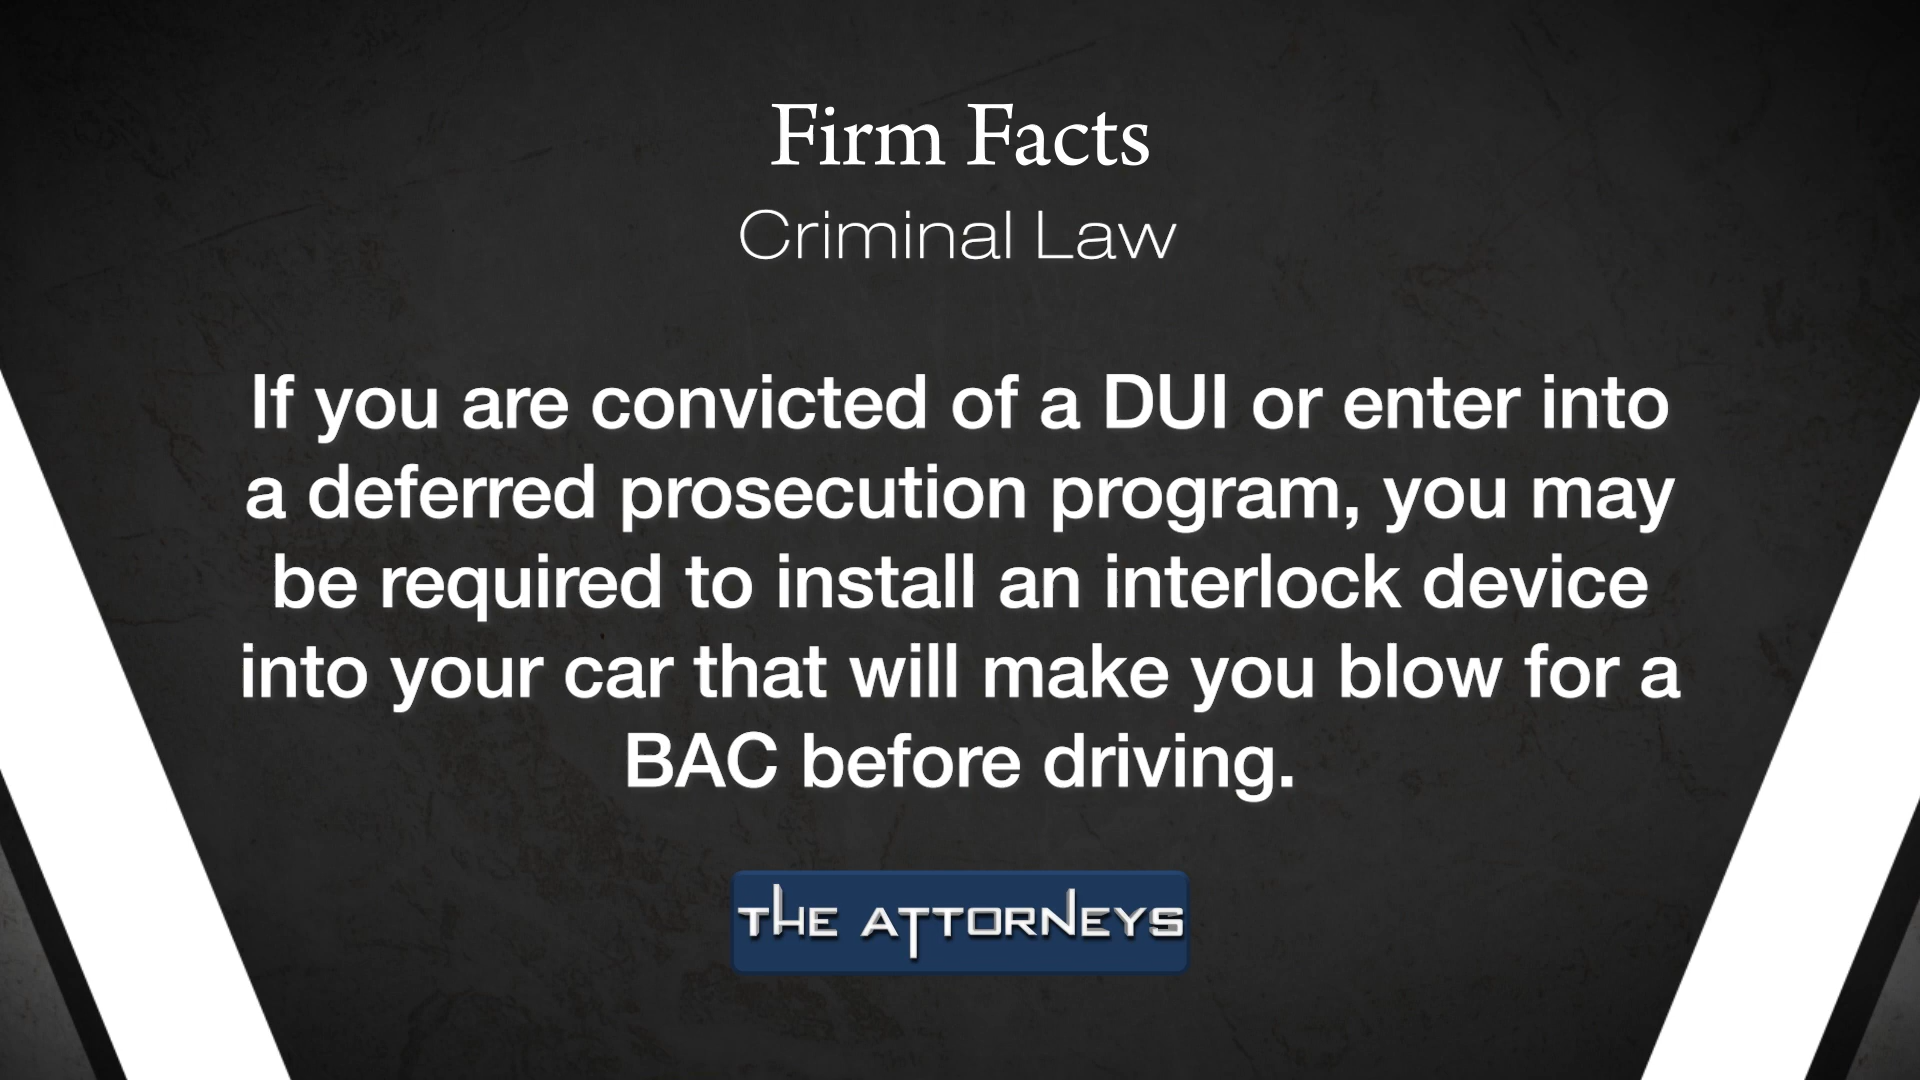 Firm Facts
Criminal Law
If you are convicted of a DUI or enter into
a deferred prosecution program, you may
be required to install an interlock device
into your car that will make you blow for a
BAC before driving.
THE ATTORNEYS